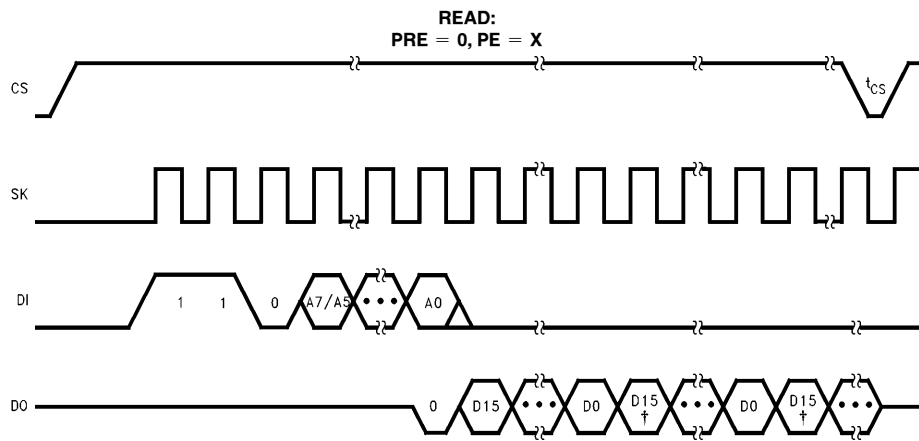 READ:
PRE = 0, PE = X
CS
tCS
SK
DI 1 1 0 A7/A5 ••• A0
DO 0 D15 ••• D0 D15 † ••• D0 D15 † •••